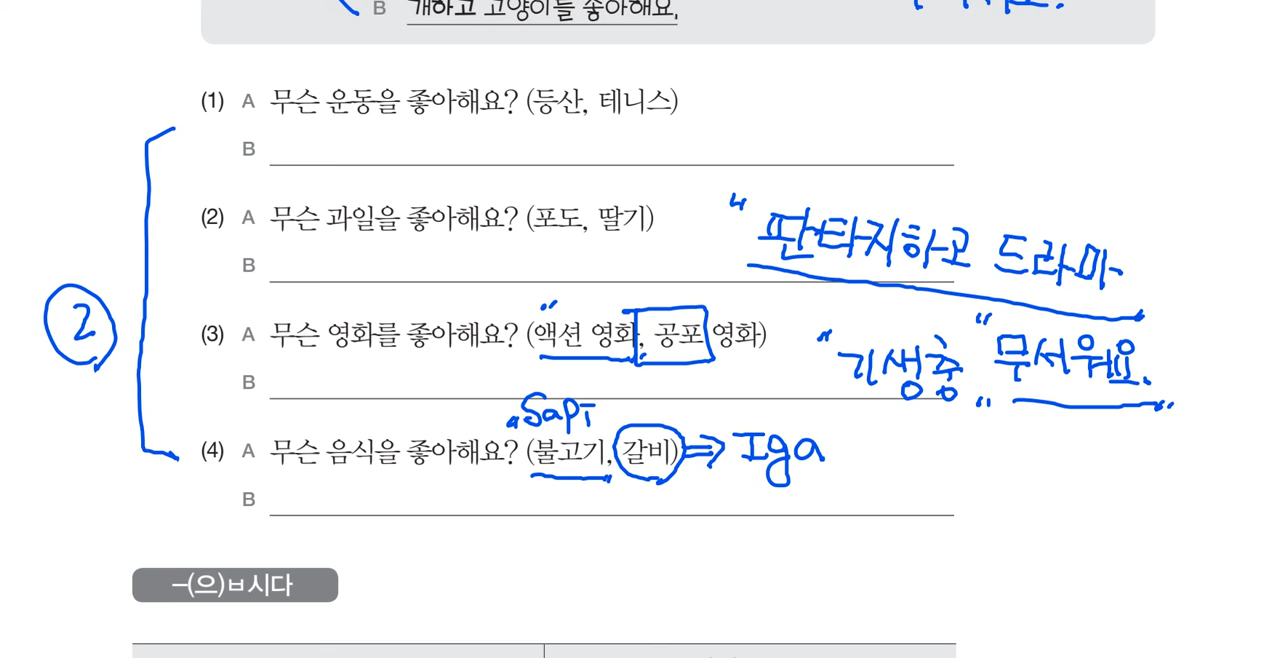 B 개하고 고양이를 좋아해요.
(1) A 무슨 운동을 좋아해요? (등산, 테니스)
B
(2) A 무슨 과일을 좋아해요? (포도, 딸기)
B
" 판타지하고 드라마
2
(3) A 무슨 영화를 좋아해요? (액션 영화, 공포 영화)
" 기생충 " 무서워요.
B
" Sapi
(4) A 무슨 음식을 좋아해요? (불고기, 갈비) ⇒ Iga
B
–(으)ㅂ시다